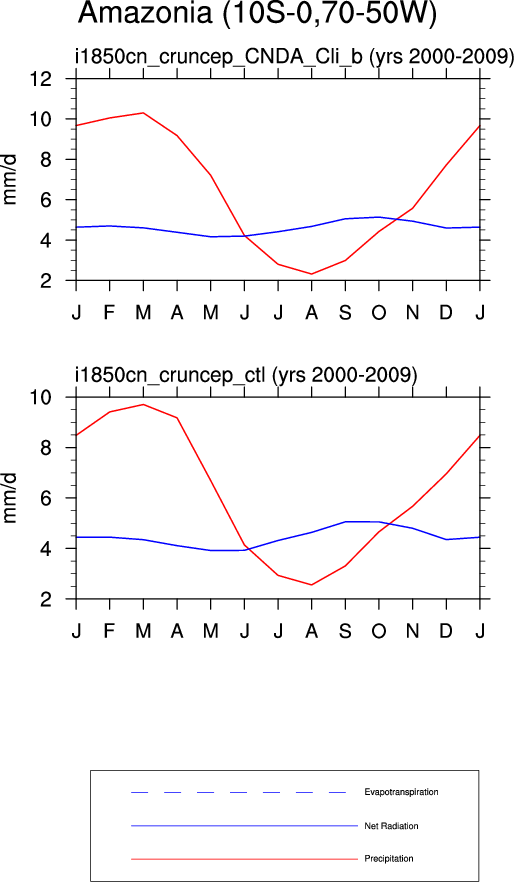 Amazonia (10S-0,70-50W)
i1850cn_cruncep_CNDA_Cli_b (yrs 2000-2009)
12
10
8
6
4
2
mm/d
J F M A M J J A S O N D J
i1850cn_cruncep_ctl (yrs 2000-2009)
10
8
6
4
2
mm/d
J F M A M J J A S O N D J
Evapotranspiration
Net Radiation
Precipitation